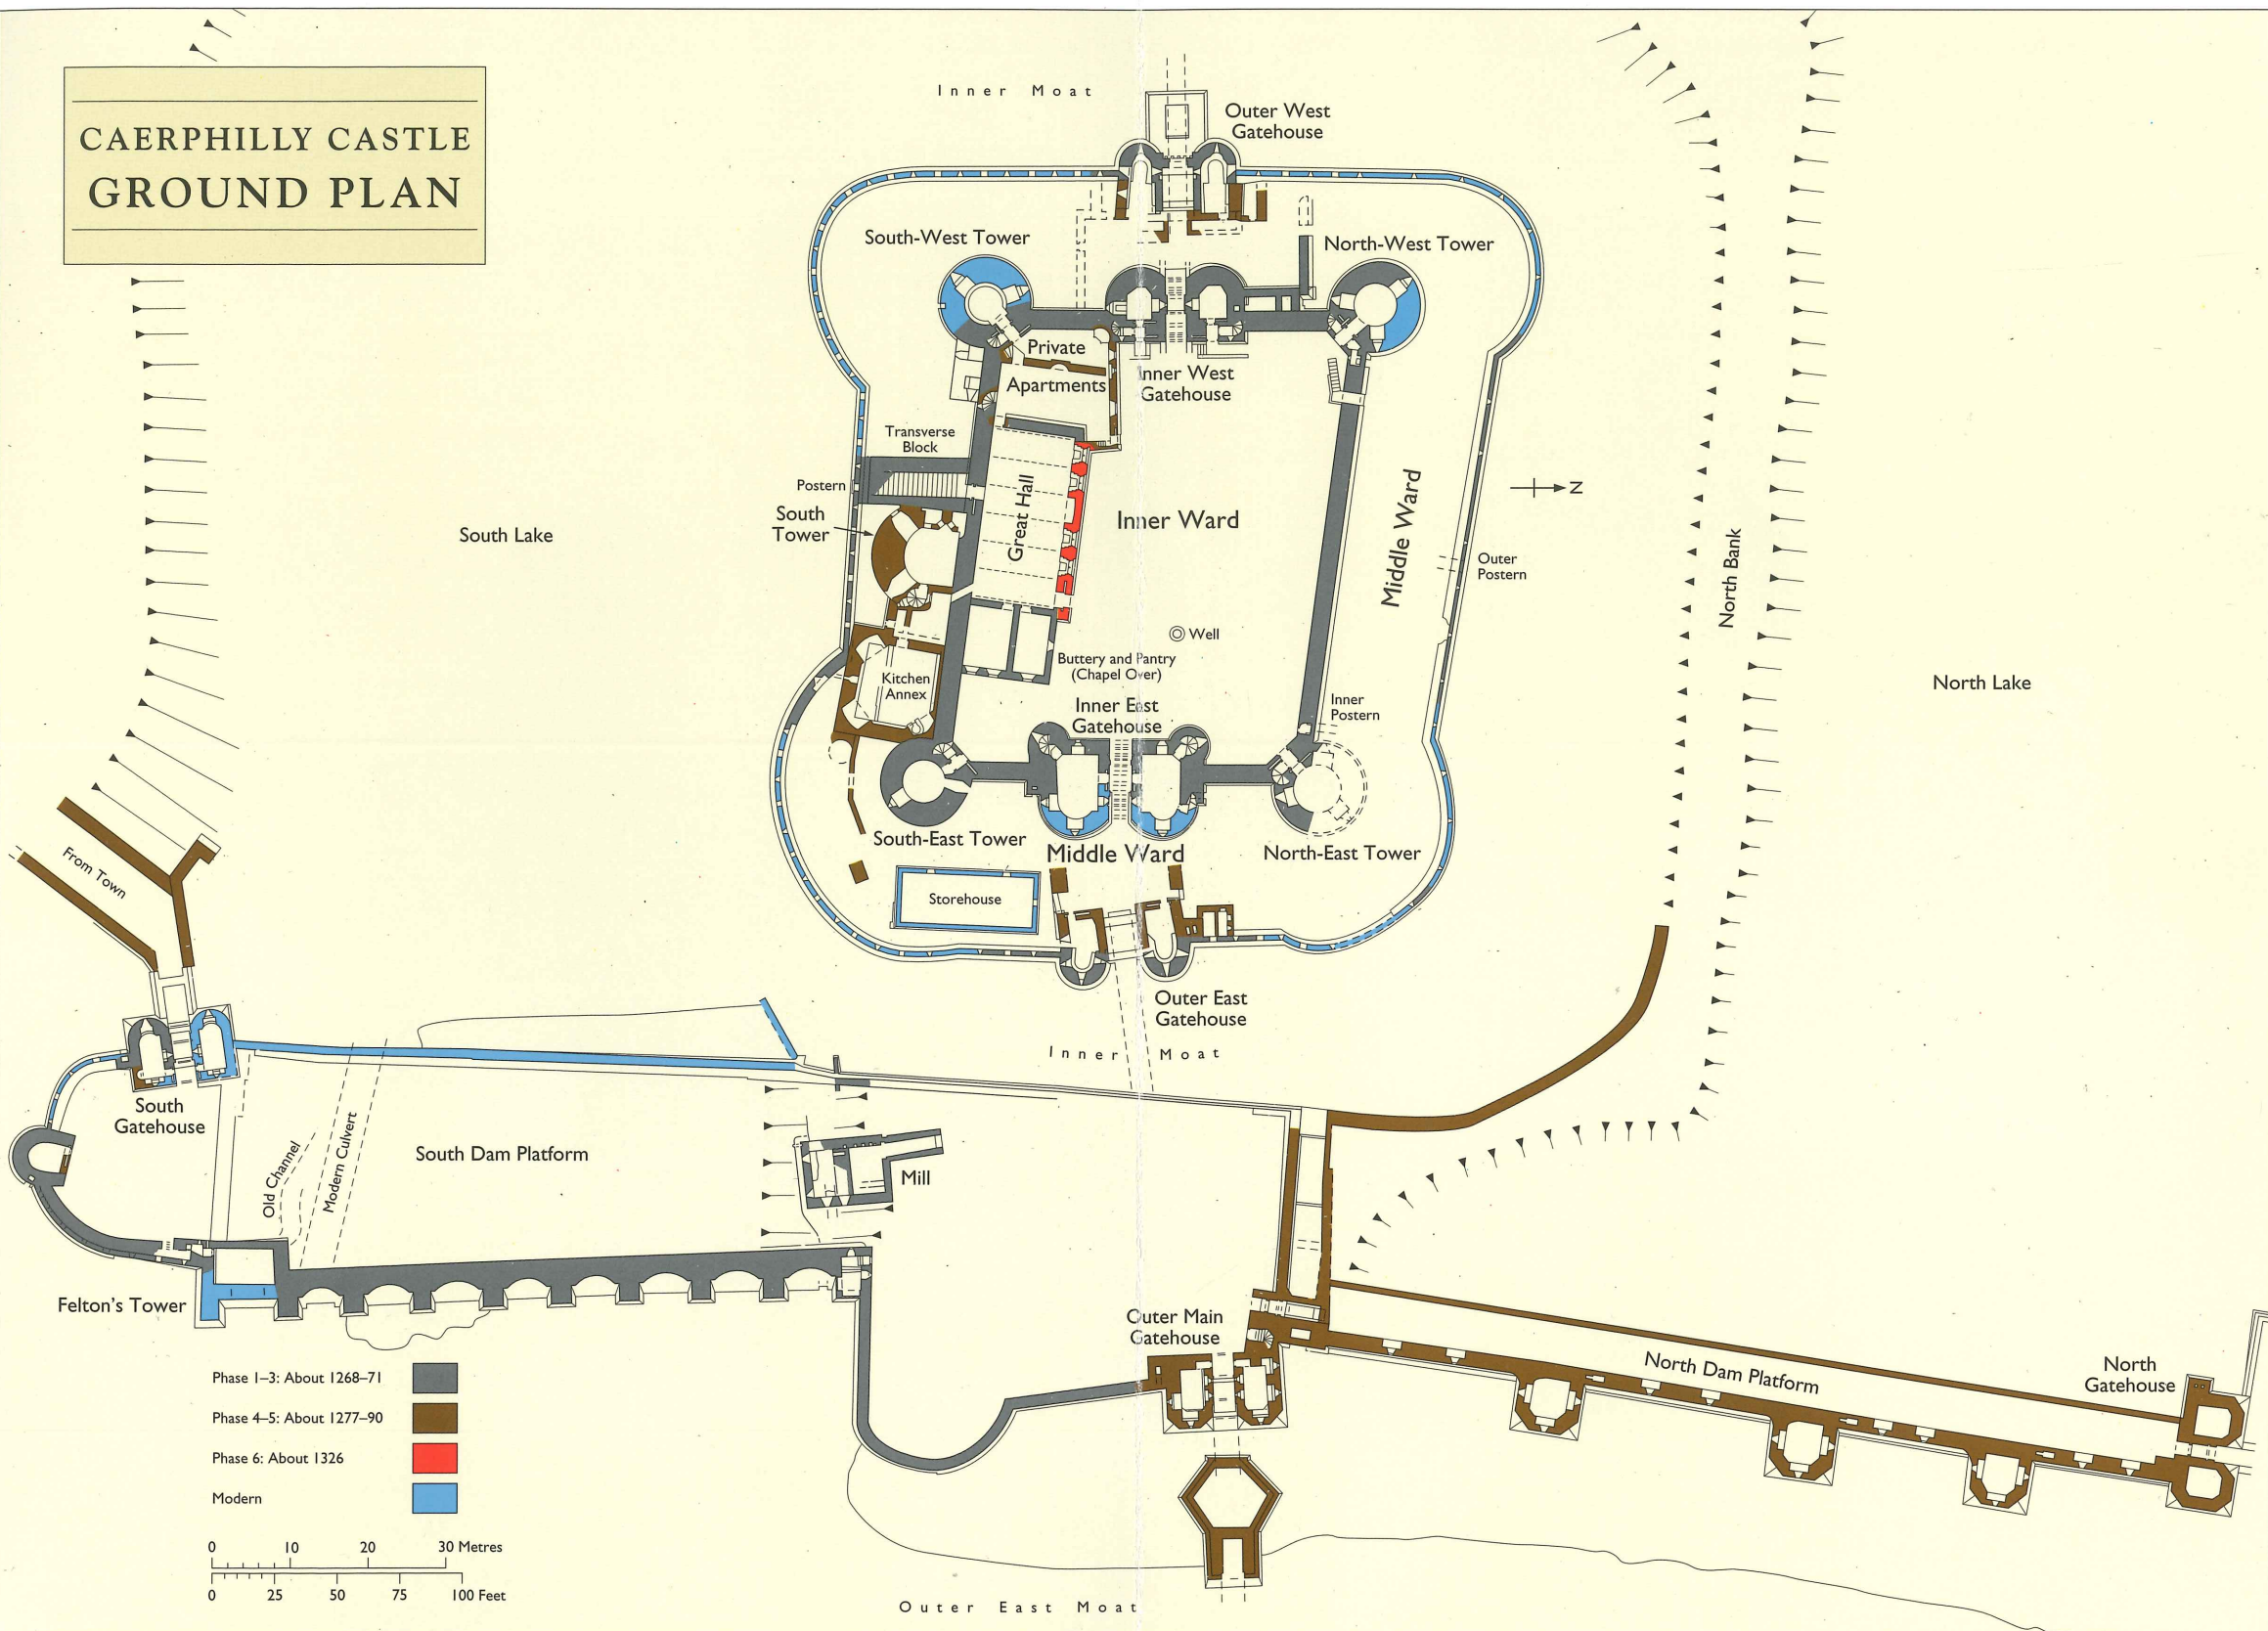 CAERPHILLY CASTLE
GROUND PLAN
Inner Moat
Outer West
Gatehouse
South-West Tower
North-West Tower
Private
Apartments
Inner West
Gatehouse
Transverse
Block
Postern
South
Tower
Great Hall
Inner Ward
Middle Ward
N
Outer
Postern
North Bank
South Lake
North Lake
Well
Buttery and Pantry
(Chapel Over)
Kitchen
Annex
Inner East
Gatehouse
Inner
Postern
South-East Tower
Middle Ward
North-East Tower
Storehouse
From Town
Outer East
Gatehouse
Inner Moat
South
Gatehouse
Old Channel
Modern Culvert
South Dam Platform
Mill
Felton's Tower
Outer Main
Gatehouse
North Dam Platform
North
Gatehouse
Phase 1–3: About 1268–71
Phase 4–5: About 1277–90
Phase 6: About 1326
Modern
0 10 20 30 Metres
0 25 50 75 100 Feet
Outer East Moat